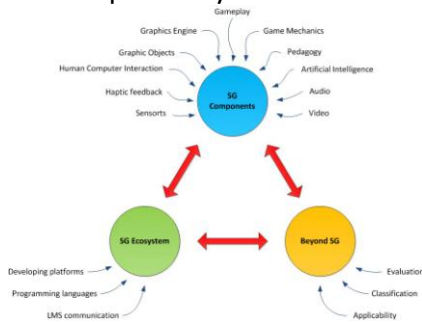 Gameplay
Graphics Engine
Game Mechanics
Graphic Objects
Pedagogy
Human Computer Interaction
Artificial Intelligence
Haptic feedback
Audio
Sensorts
Video
SG
Components
SG Ecosystem
Beyond SG
Developing platforms
Programming languages
LMS communication
Evaluation
Classification
Applicability